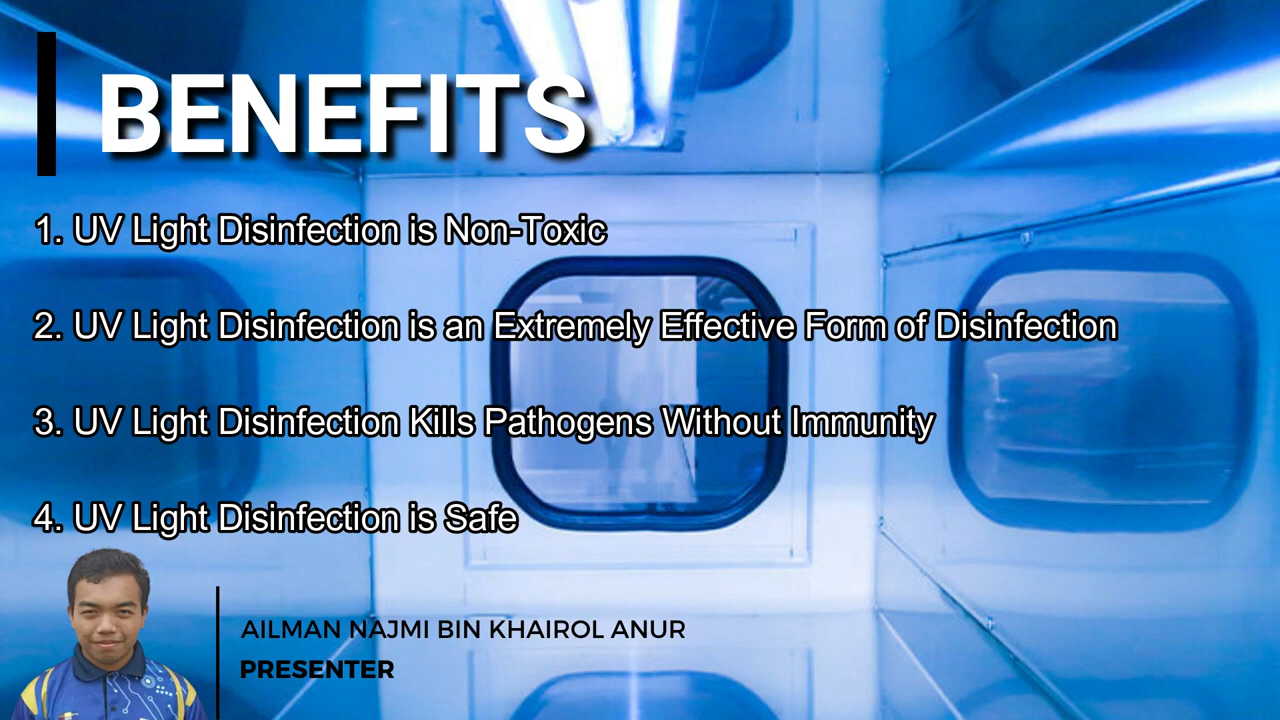 BENEFITS
1. UV Light Disinfection is Non-Toxic
2. UV Light Disinfection is an Extremely Effective Form of Disinfection
3. UV Light Disinfection Kills Pathogens Without Immunity
4. UV Light Disinfection is Safe
AILMAN NAJMI BIN KHAIROL ANUR
PRESENTER